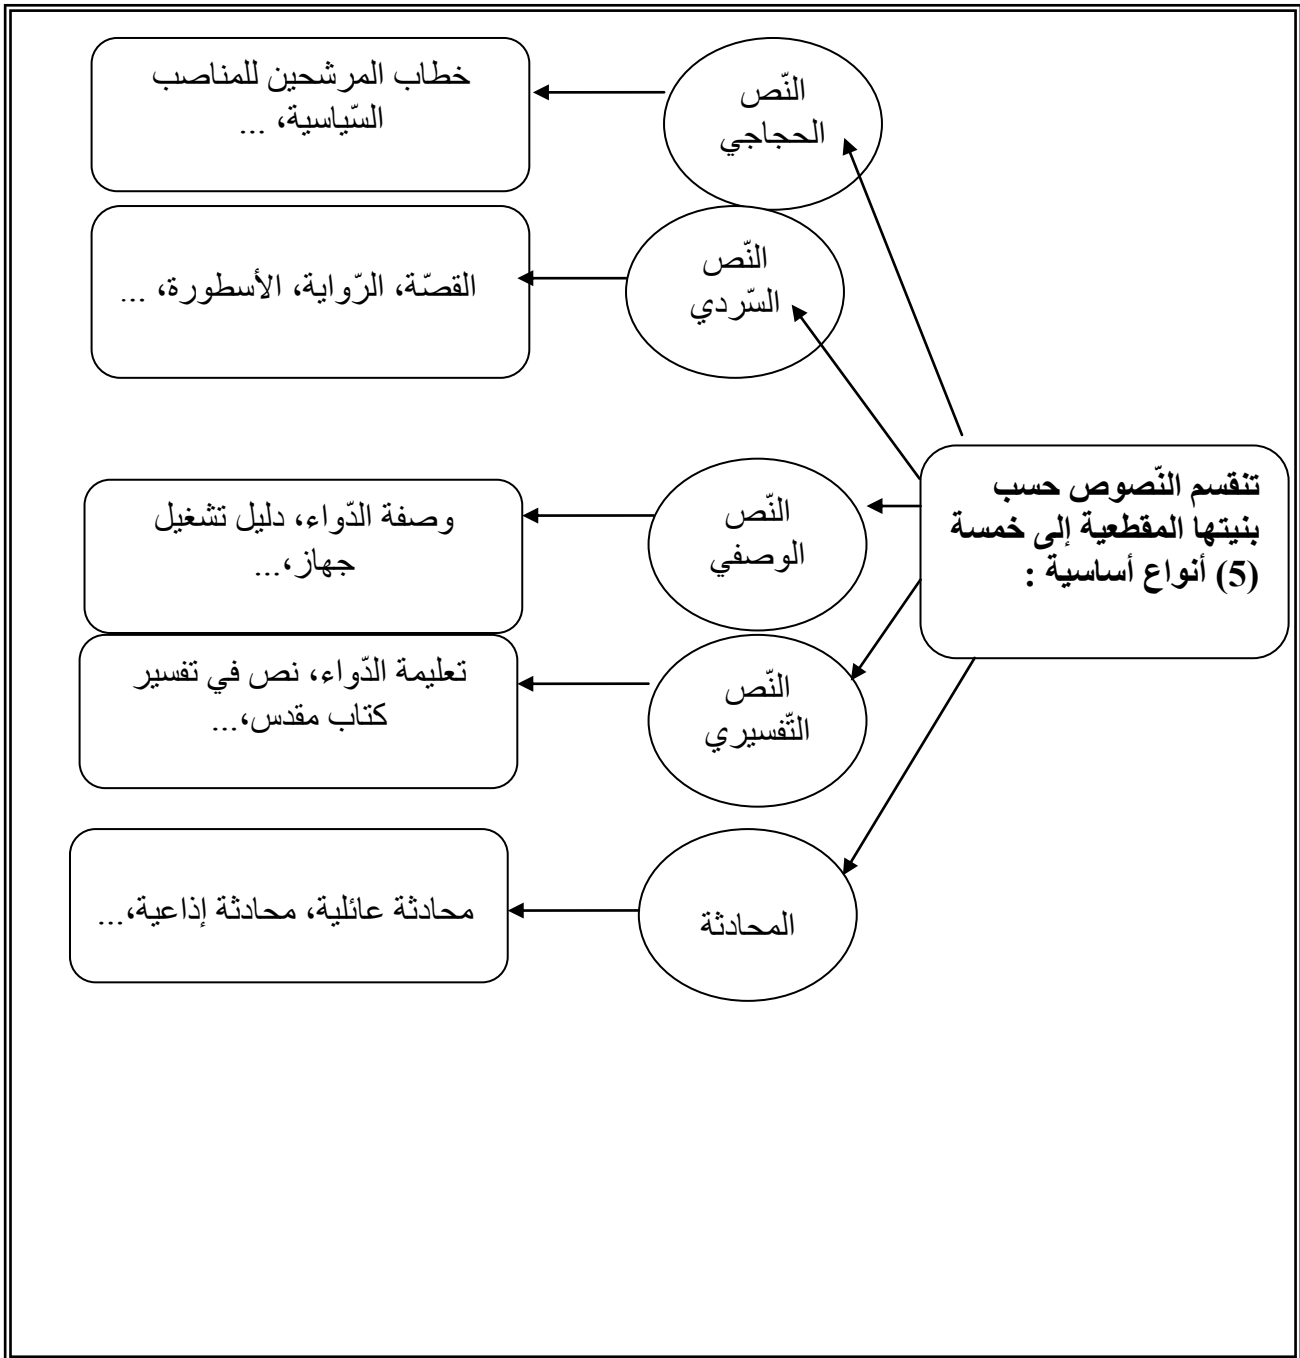 تنقسم النّصوص حسب
بنيتها المقطعية إلى خمسة
(5) أنواع أساسية :
النّص
الحجاجي
خطاب المرشحين للمناصب
السّياسية، ...
النّص
السّردي
القصّة، الرّواية، الأسطورة، ...
النّص
الوصفي
وصفة الدّواء، دليل تشغيل
جهاز،...
النّص
التّفسيري
تعليمة الدّواء، نص في تفسير
كتاب مقدس،...
المحادثة
محادثة عائلية، محادثة إذاعية،...